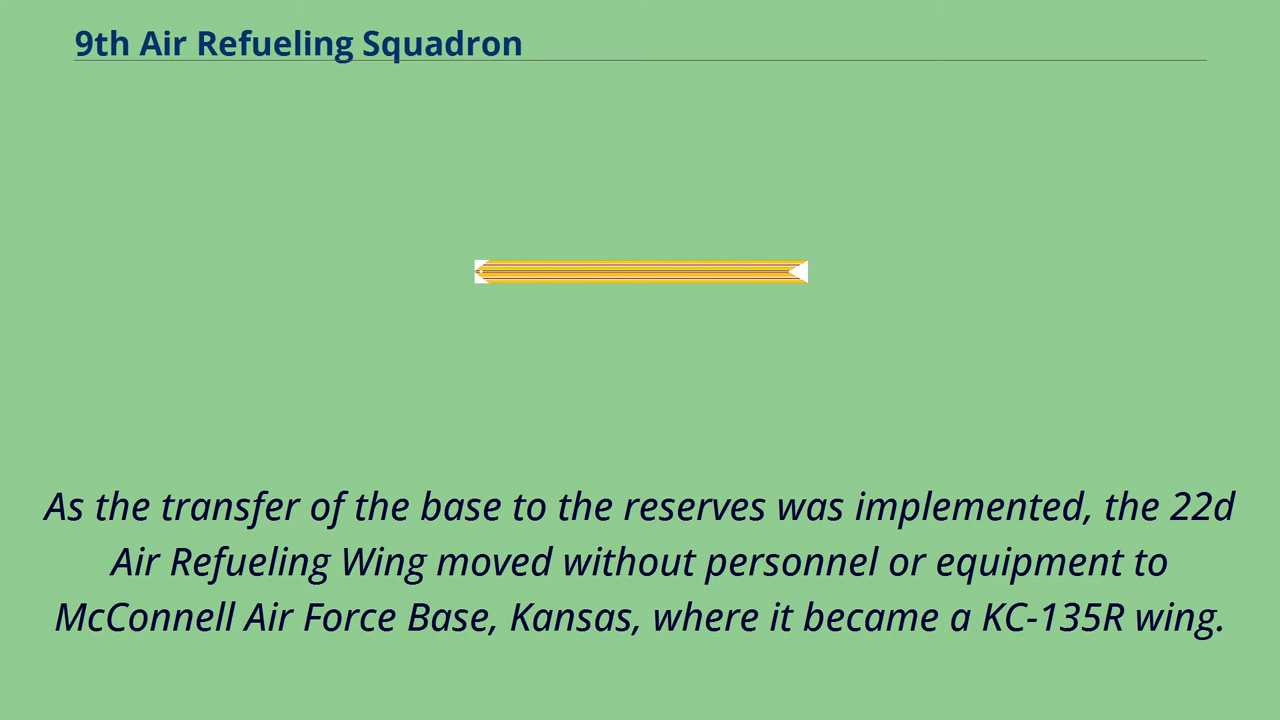 9th Air Refueling Squadron
As the transfer of the base to the reserves was implemented, the 22d
Air Refueling Wing moved without personnel or equipment to
McConnell Air Force Base, Kansas, where it became a KC-135R wing.